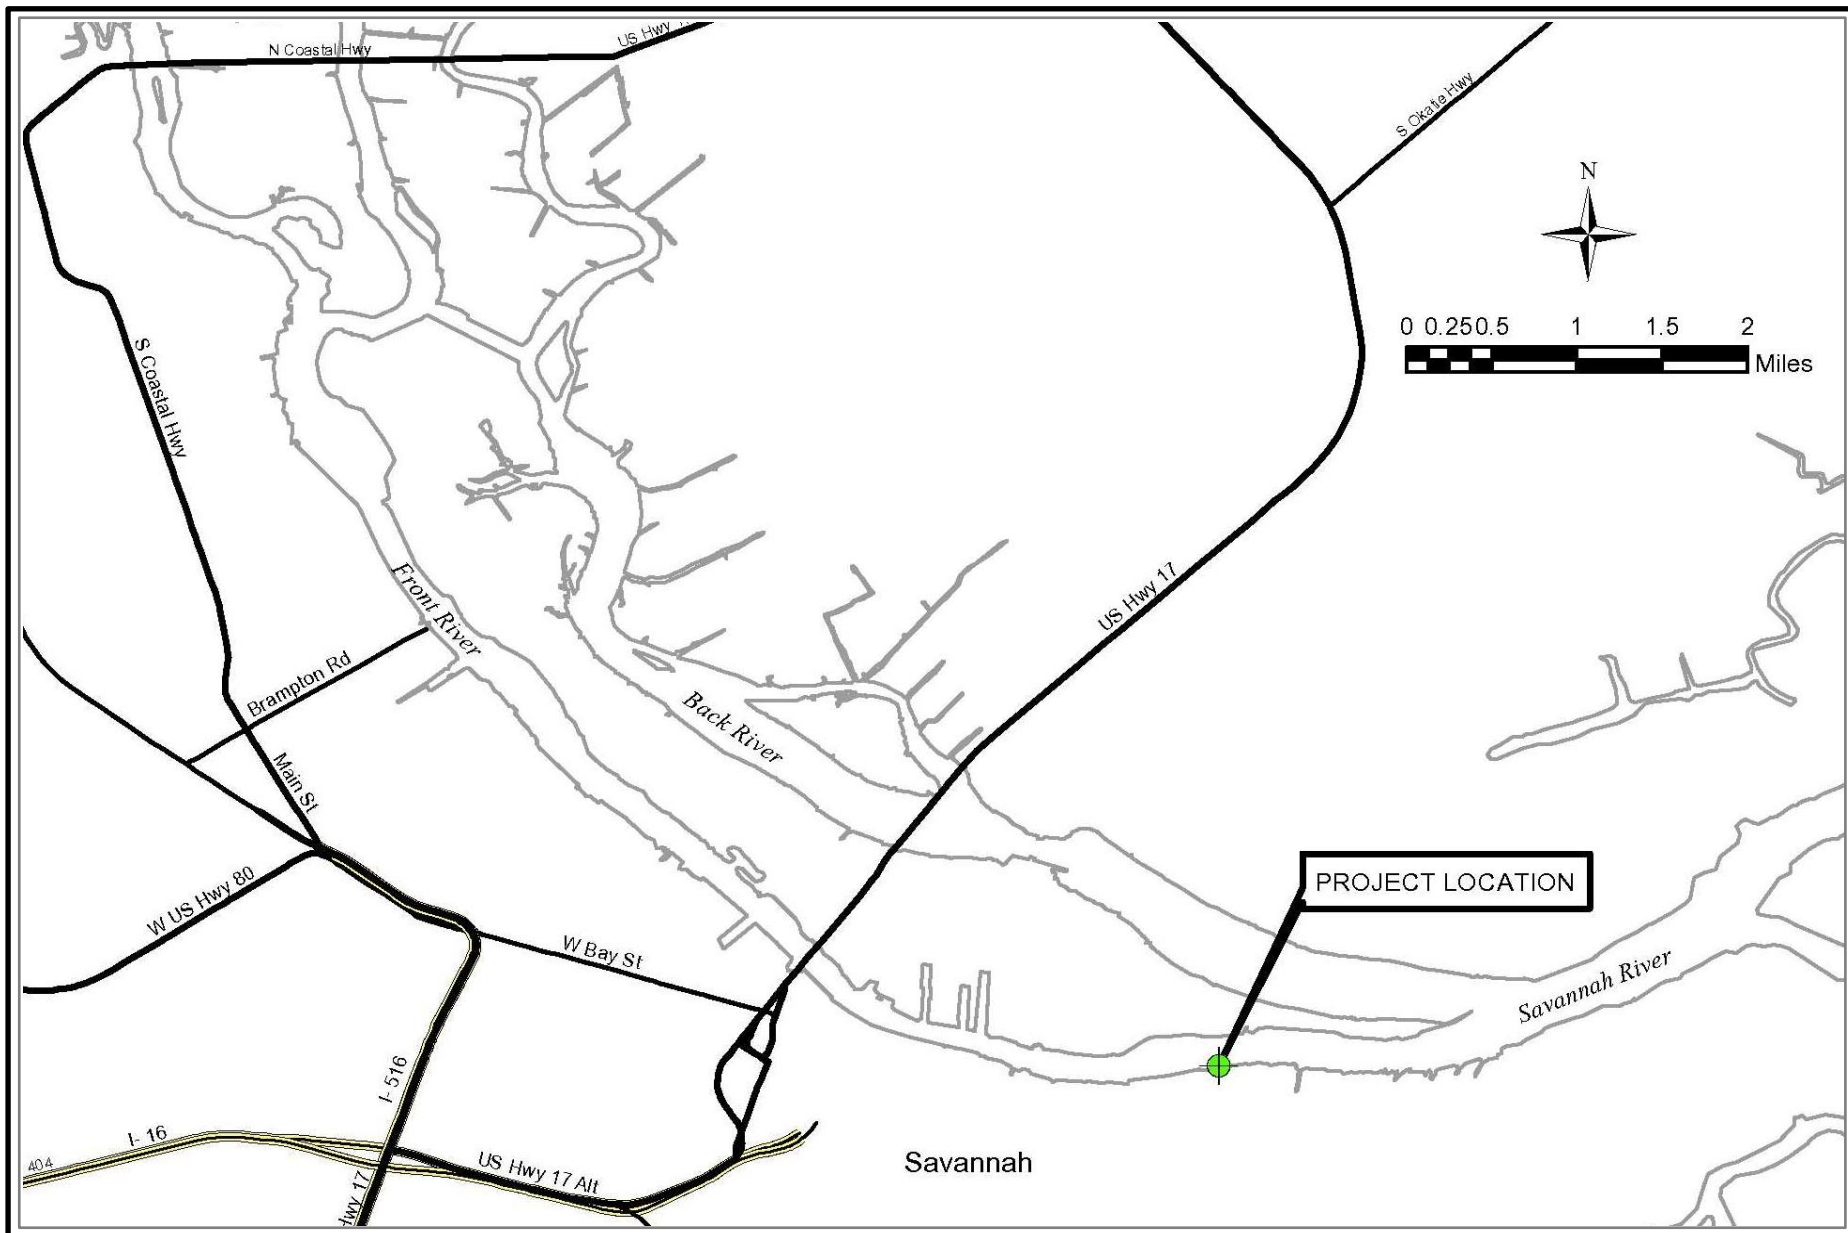 N Coastal Hwy
US Hwy
S Okatie Hwy
N
0 0.25 0.5 1 1.5 2
Miles
S Coastal Hwy
Front River
US Hwy 17
Brampton Rd
Back River
Main St
W US Hwy 80
PROJECT LOCATION
W Bay St
Savannah River
I- 516
I- 16
404
US Hwy 17 Alt
Hwy 17
Savannah